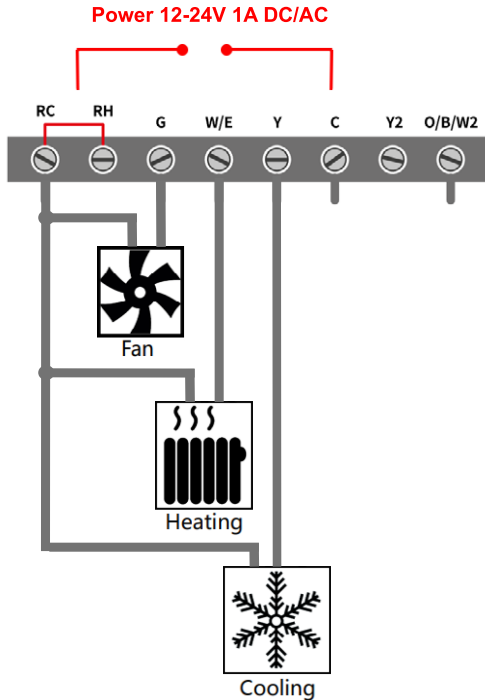 Power 12-24V 1A DC/AC
RC RH G W/E Y C Y2 O/B/W2
Fan
Heating
Cooling